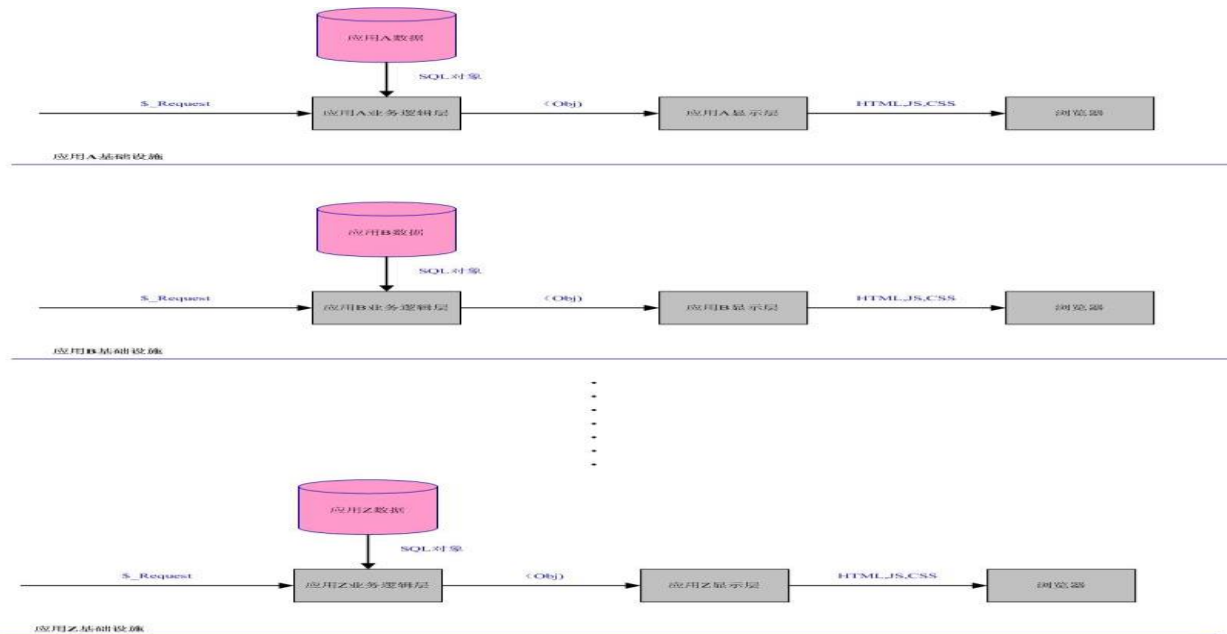 应用A数据
SQL对象
$_Request
应用A业务逻辑层
(Obj)
应用A显示层
HTML,JS,CSS
浏览器
应用A基础设施
应用B数据
SQL对象
$_Request
应用B业务逻辑层
(Obj)
应用B显示层
HTML,JS,CSS
浏览器
应用B基础设施
应用Z数据
SQL对象
$_Request
应用Z业务逻辑层
(Obj)
应用Z显示层
HTML,JS,CSS
浏览器
应用Z基础设施